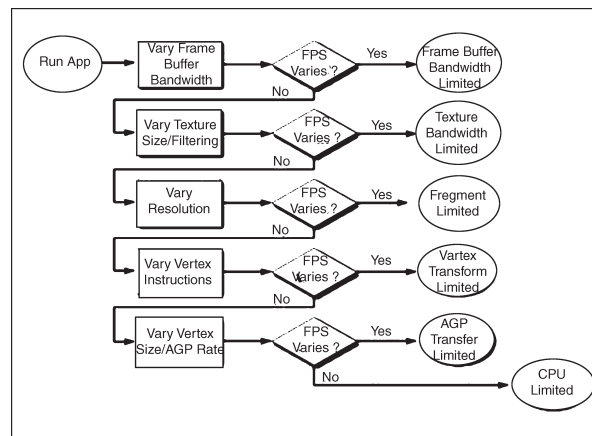 Run App
Vary Frame
Buffer
Bandwidth
FPS
Varies ?
Yes
Frame Buffer
Bandwidth
Limited
No
Vary Texture
Size/Filtering
FPS
Varies ?
Yes
Texture
Bandwidth
Limited
No
Vary
Resolution
FPS
Varies ?
Yes
Fregment
Limited
No
Vary Vertex
Instructions
FPS
Varies ?
Yes
Vartex
Transform
Limited
No
Vary Vertex
Size/AGP Rate
FPS
Varies ?
Yes
AGP
Transfer
Limited
No
CPU
Limited